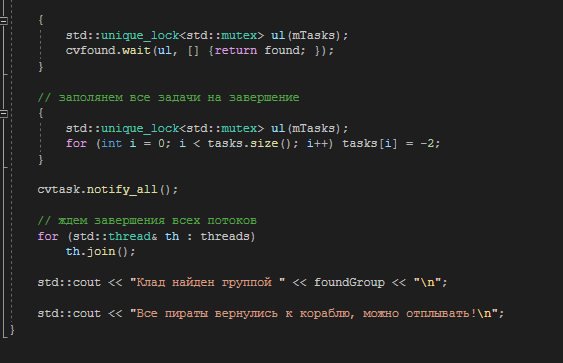 {
std::unique_lock<std::mutex> ul(mTasks);
cvfound.wait(ul, [] {return found; });
}
// заполянем все задачи на завершение
{
std::unique_lock<std::mutex> ul(mTasks);
for (int i = 0; i < tasks.size(); i++) tasks[i] = -2;
}
cvtask.notify_all();
// ждем завершения всех потоков
for (std::thread& th : threads)
th.join();
std::cout << "Клад найден группой " << foundGroup << "\n";
std::cout << "Все пираты вернулись к кораблю, можно отплывать!\n";
}